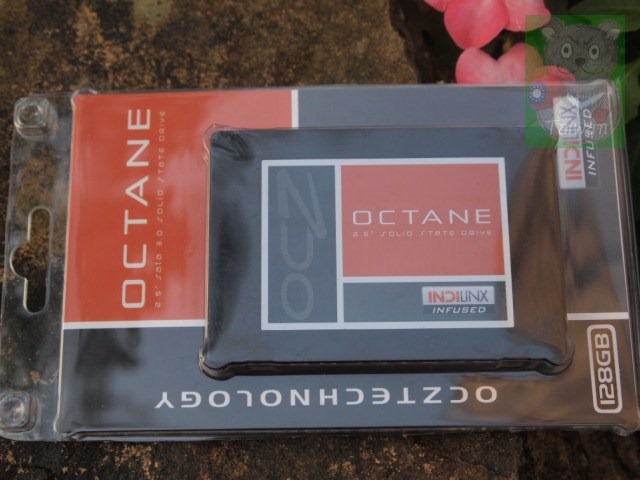 OCTANE
2.5" SATA 3.0 SOLID STATE DRIVE
INDILINX
INFUSED
OCZ
OCTANE
2.5" SOLID STATE DRIVE
INDILINX
INFUSED
OCZTECHNOLOGY
128GB